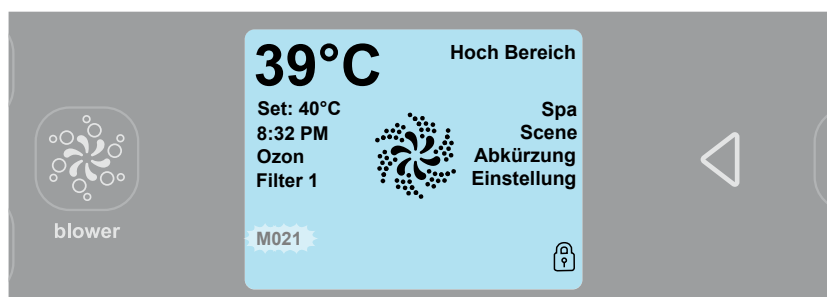 39°C
Hoch Bereich
Set: 40°C
8:32 PM
Ozon
Filter 1
Spa
Scene
Abkürzung
Einstellung
M021
blower